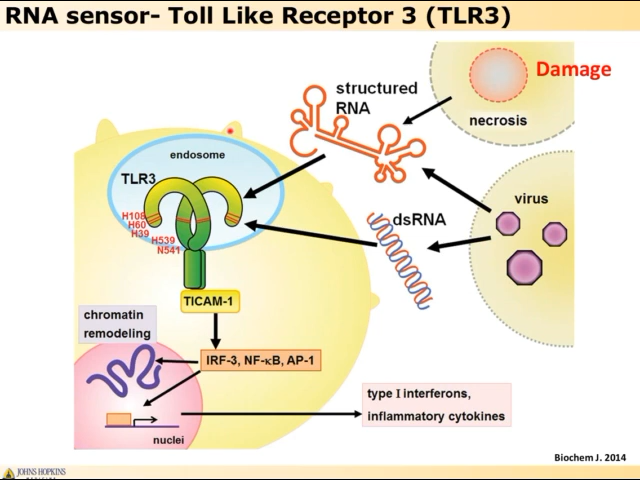 RNA sensor- Toll Like Receptor 3 (TLR3)
structured
RNA
Damage
necrosis
endosome
TLR3
H108
H60
H39
H539
N541
dsRNA
virus
TICAM-1
chromatin
remodeling
IRF-3, NF-κB, AP-1
type I interferons,
inflammatory cytokines
nuclei
Biochem J. 2014
JOHNS HOPKINS